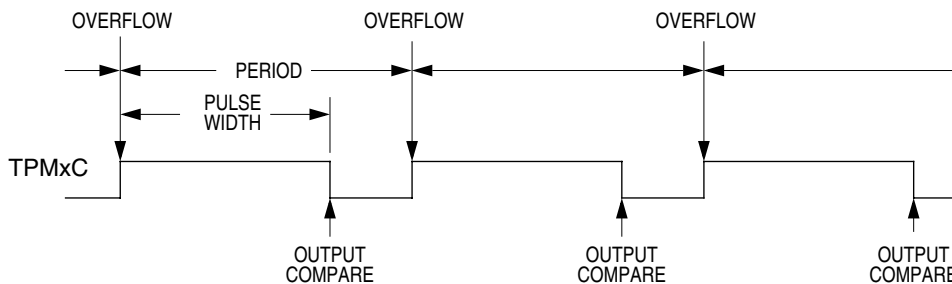 OVERFLOW OVERFLOW OVERFLOW
PERIOD
PULSE
WIDTH
TPMxC
OUTPUT
COMPARE
OUTPUT
COMPARE
OUTPUT
COMPARE